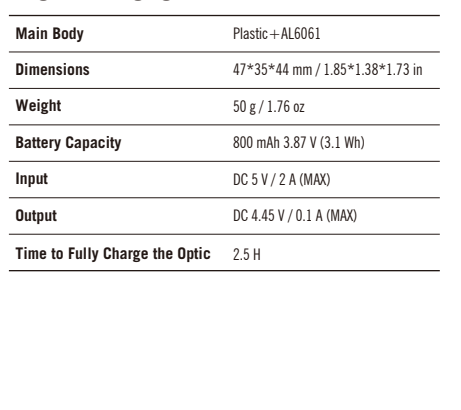 Main Body Plastic+AL6061
Dimensions 47*35*44 mm / 1.85*1.38*1.73 in
Weight 50 g / 1.76 oz
Battery Capacity 800 mAh 3.87 V (3.1 Wh)
Input DC 5 V / 2 A (MAX)
Output DC 4.45 V / 0.1 A (MAX)
Time to Fully Charge the Optic 2.5 H